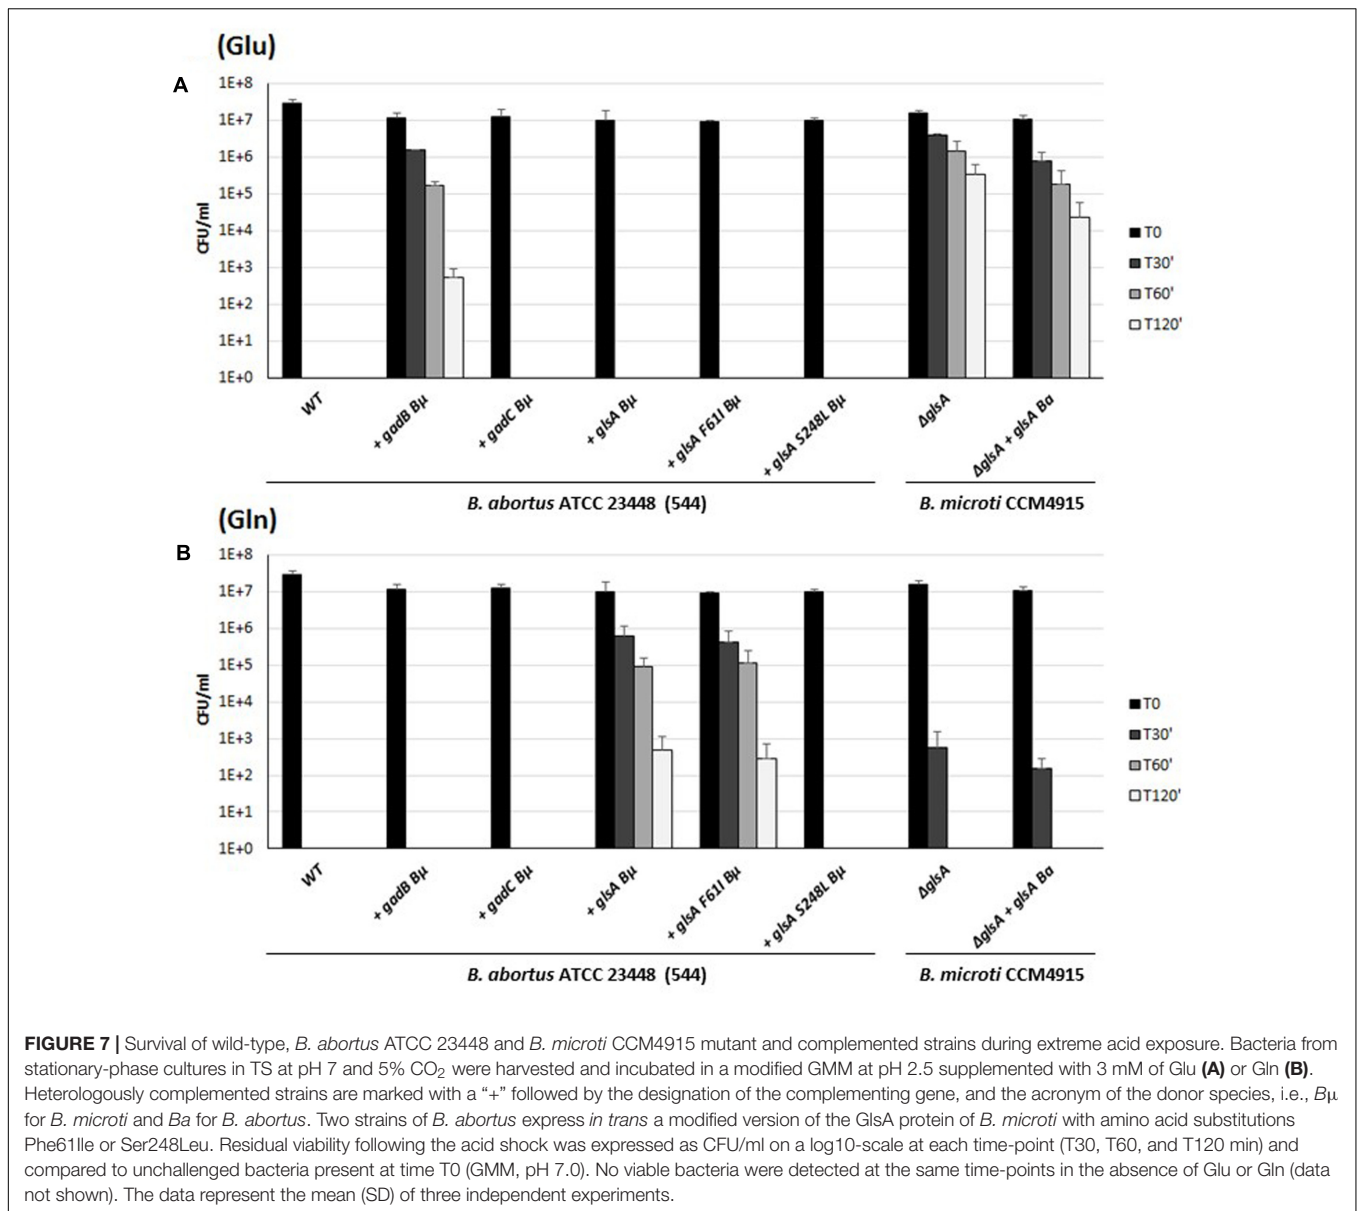 (Glu)
A
1E+8
1E+7
1E+6
1E+5
1E+4
1E+3
1E+2
1E+1
1E+0
CFU/ml
T0
T30'
T60'
T120'
WT
+ gadB Bμ
+ gadC Bμ
+ glsA Bμ
+ glsA F61I Bμ
+ glsA S248L Bμ
ΔglsA
ΔglsA + glsA Ba
B. abortus ATCC 23448 (544)
B. microti CCM4915
(Gln)
B
1E+8
1E+7
1E+6
1E+5
1E+4
1E+3
1E+2
1E+1
1E+0
CFU/ml
T0
T30'
T60'
T120'
WT
+ gadB Bμ
+ gadC Bμ
+ glsA Bμ
+ glsA F61I Bμ
+ glsA S248L Bμ
ΔglsA
ΔglsA + glsA Ba
B. abortus ATCC 23448 (544)
B. microti CCM4915
FIGURE 7 | Survival of wild-type, B. abortus ATCC 23448 and B. microti CCM4915 mutant and complemented strains during extreme acid exposure. Bacteria from
stationary-phase cultures in TS at pH 7 and 5% CO₂ were harvested and incubated in a modified GMM at pH 2.5 supplemented with 3 mM of Glu (A) or Gln (B).
Heterologously complemented strains are marked with a “+” followed by the designation of the complementing gene, and the acronym of the donor species, i.e., Bμ
for B. microti and Ba for B. abortus. Two strains of B. abortus express in trans a modified version of the GlsA protein of B. microti with amino acid substitutions
Phe61Ile or Ser248Leu. Residual viability following the acid shock was expressed as CFU/ml on a log10-scale at each time-point (T30, T60, and T120 min) and
compared to unchallenged bacteria present at time T0 (GMM, pH 7.0). No viable bacteria were detected at the same time-points in the absence of Glu or Gln (data
not shown). The data represent the mean (SD) of three independent experiments.